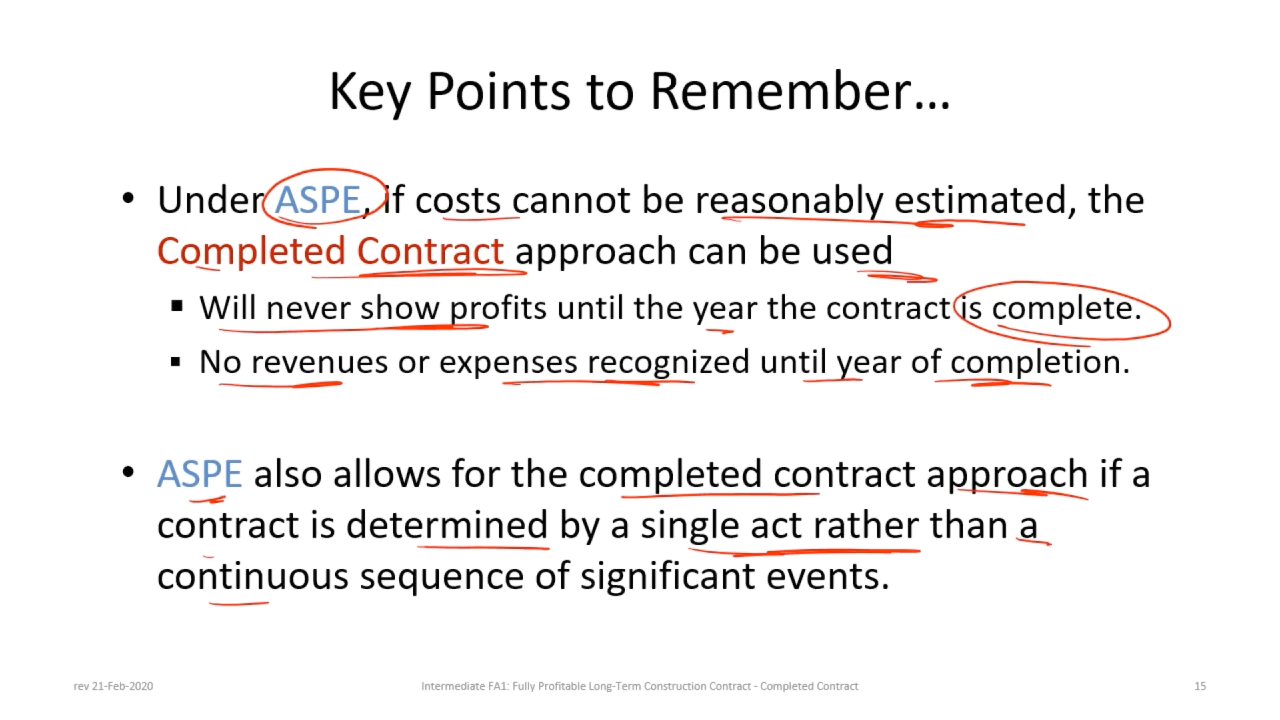 Key Points to Remember…
• Under ASPE, if costs cannot be reasonably estimated, the
Completed Contract approach can be used
▪ Will never show profits until the year the contract is complete.
▪ No revenues or expenses recognized until year of completion.
• ASPE also allows for the completed contract approach if a
contract is determined by a single act rather than a
continuous sequence of significant events.
rev 21-Feb-2020
Intermediate FA1: Fully Profitable Long-Term Construction Contract - Completed Contract
15